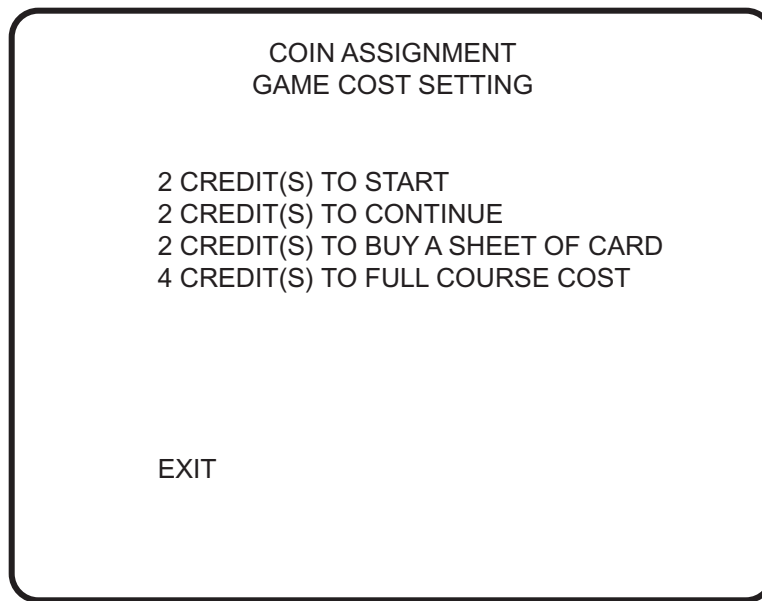 COIN ASSIGNMENT
GAME COST SETTING
2 CREDIT(S) TO START
2 CREDIT(S) TO CONTINUE
2 CREDIT(S) TO BUY A SHEET OF CARD
4 CREDIT(S) TO FULL COURSE COST
EXIT